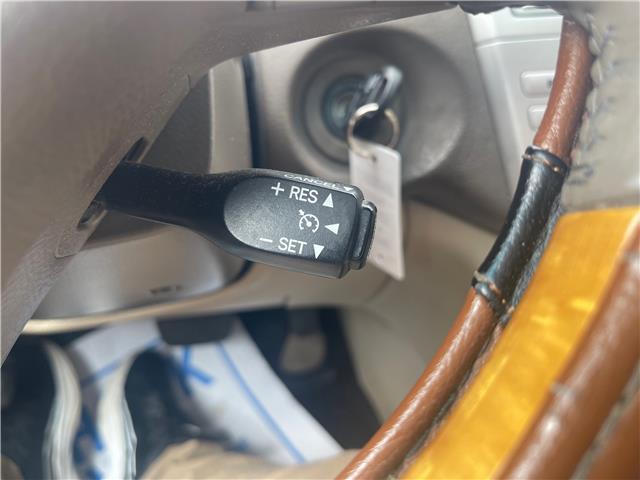 CANCEL ▼
+ RES ▲
◀
− SET ▼